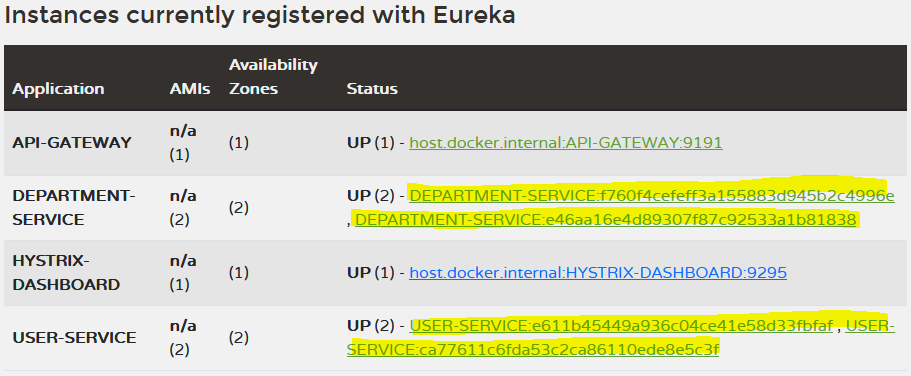 Instances currently registered with Eureka
Application AMIs Availability Zones Status
API-GATEWAY n/a (1) (1) UP (1) - host.docker.internal:API-GATEWAY:9191
DEPARTMENT-SERVICE n/a (2) (2) UP (2) - DEPARTMENT-SERVICE:f760f4cefeff3a155883d945b2c4996e
, DEPARTMENT-SERVICE:e46aa16e4d89307f87c92533a1b81838
HYSTRIX-DASHBOARD n/a (1) (1) UP (1) - host.docker.internal:HYSTRIX-DASHBOARD:9295
USER-SERVICE n/a (2) (2) UP (2) - USER-SERVICE:e611b45449a936c04ce41e58d33fbfaf , USER-
SERVICE:ca77611c6fda53c2ca86110ede8e5c3f